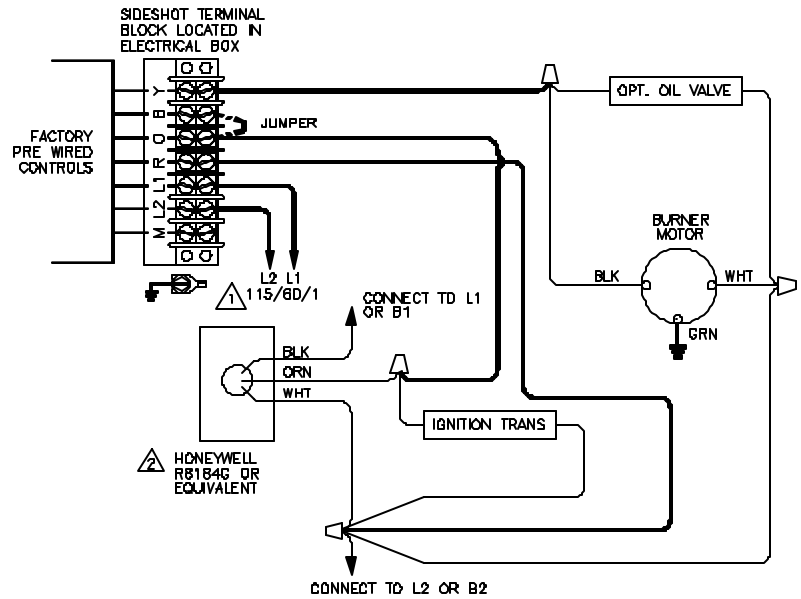 SIDESHOT TERMINAL
BLOCK LOCATED IN
ELECTRICAL BOX
Y
B
O
R
L1
L2
M
JUMPER
FACTORY
PRE WIRED
CONTROLS
OPT. OIL VALVE
BURNER
MOTOR
BLK
WHT
GRN
L2 L1
1
115/60/1
CONNECT TO L1
OR B1
BLK
ORN
WHT
IGNITION TRANS
2
HONEYWELL
R8184G OR
EQUIVALENT
CONNECT TO L2 OR B2